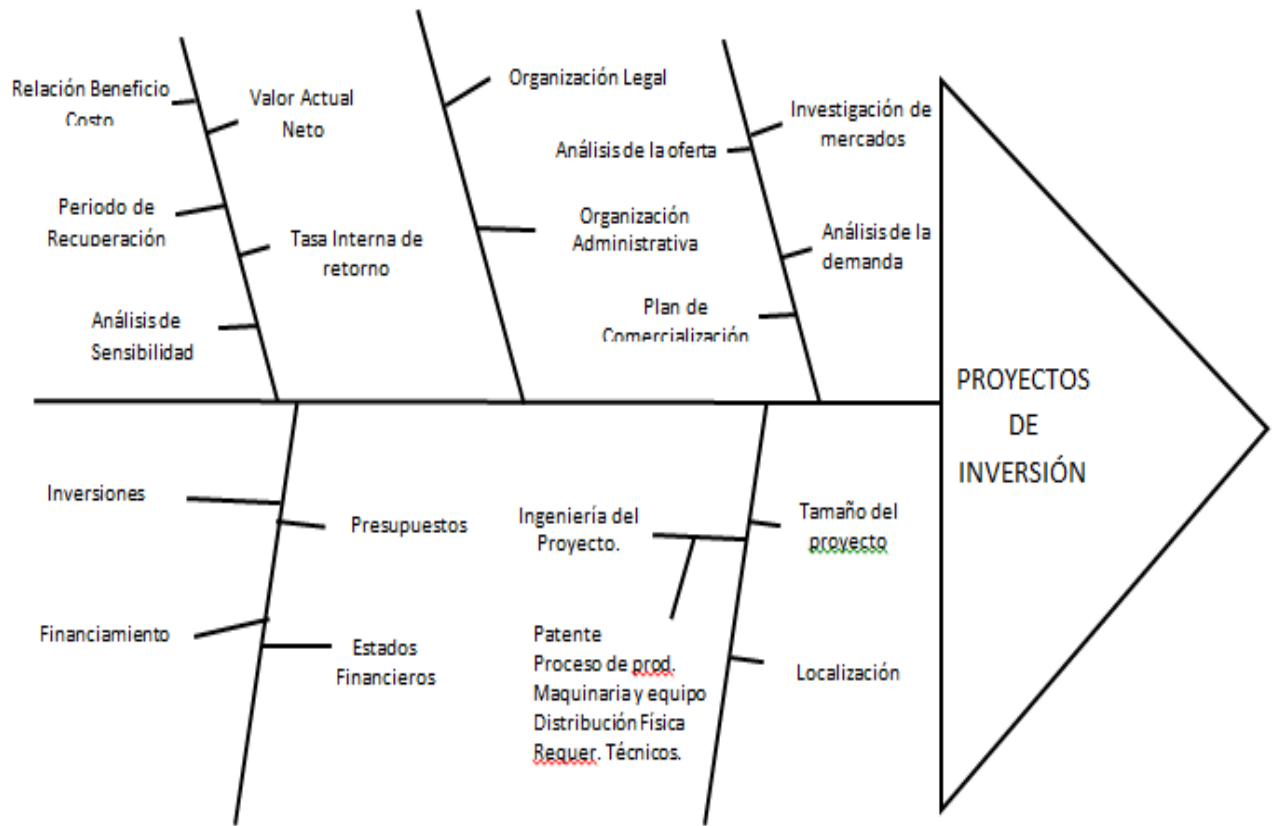 Relación Beneficio
Costo
Valor Actual
Neto
Periodo de
Recuperación
Tasa Interna de
retorno
Análisis de
Sensibilidad
Organización Legal
Organización
Administrativa
Análisis de la oferta
Investigación de
mercados
Análisis de la
demanda
Plan de
Comercialización
PROYECTOS
DE
INVERSIÓN
Inversiones
Presupuestos
Financiamiento
Estados
Financieros
Ingeniería del
Proyecto.
Patente
Proceso de prod.
Maquinaria y equipo
Distribución Física
Requer. Técnicos.
Tamaño del
proyecto
Localización